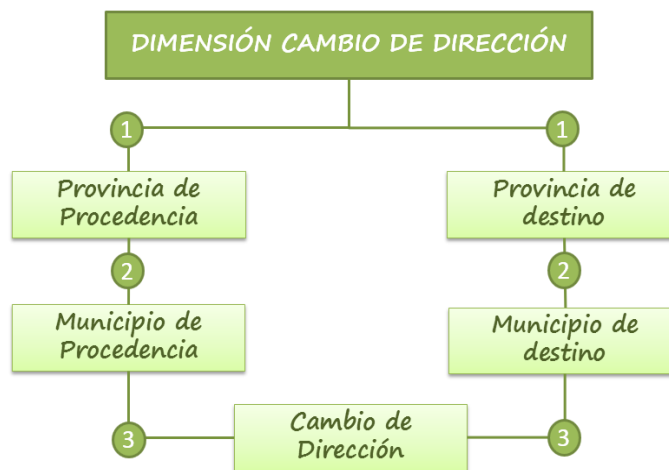 DIMENSIÓN CAMBIO DE DIRECCIÓN
1
1
Provincia de
Procedencia
Provincia de
destino
2
2
Municipio de
Procedencia
Municipio de
destino
3
Cambio de
Dirección
3